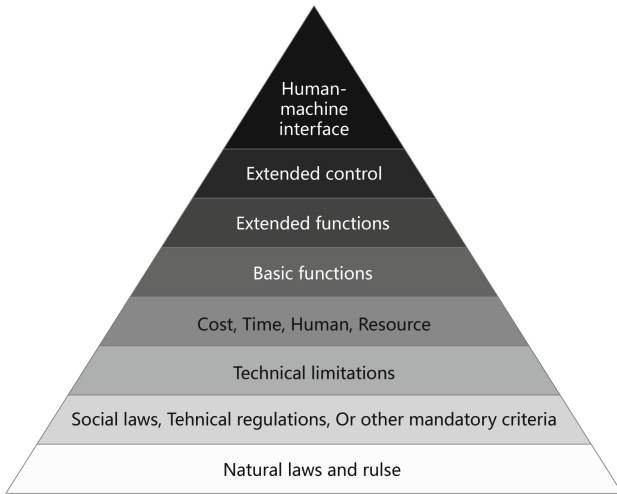 Human-
machine
interface
Extended control
Extended functions
Basic functions
Cost, Time, Human, Resource
Technical limitations
Social laws, Tehnical regulations, Or other mandatory criteria
Natural laws and rulse